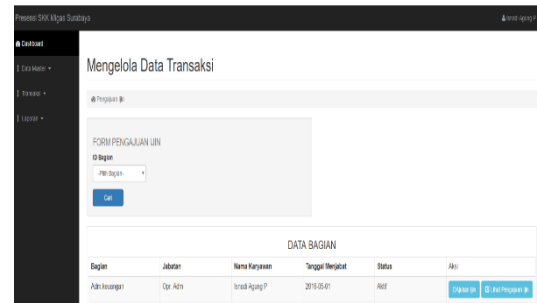 Presensi SKK Migas Surabaya
Ismadi Agung P
Dashboard
Data Master
Transaksi
Laporan
Mengelola Data Transaksi
Pengajuan Ijin
FORM PENGAJUAN IJIN
ID Bagian
-Pilih Bagian-
Cari
DATA BAGIAN
Bagian Jabatan Nama Karyawan Tanggal Menjabat Status Aksi
Adm.keuangan Opr. Adm Ismadi Agung P 2016-05-01 Aktif Lihat Pengajuan Ijin